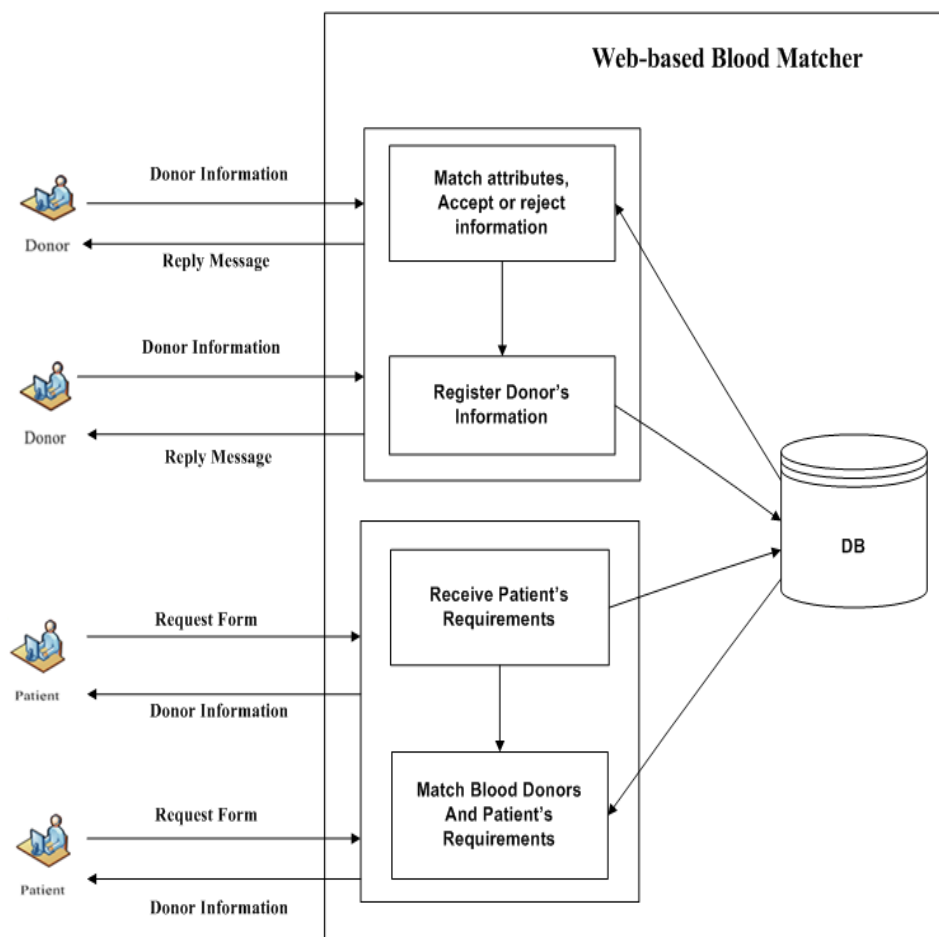 Web-based Blood Matcher
Donor Information
Match attributes,
Accept or reject
information
Donor
Reply Message
Donor Information
Register Donor's
Information
Donor
Reply Message
DB
Request Form
Receive Patient's
Requirements
Patient
Donor Information
Request Form
Match Blood Donors
And Patient's
Requirements
Patient
Donor Information